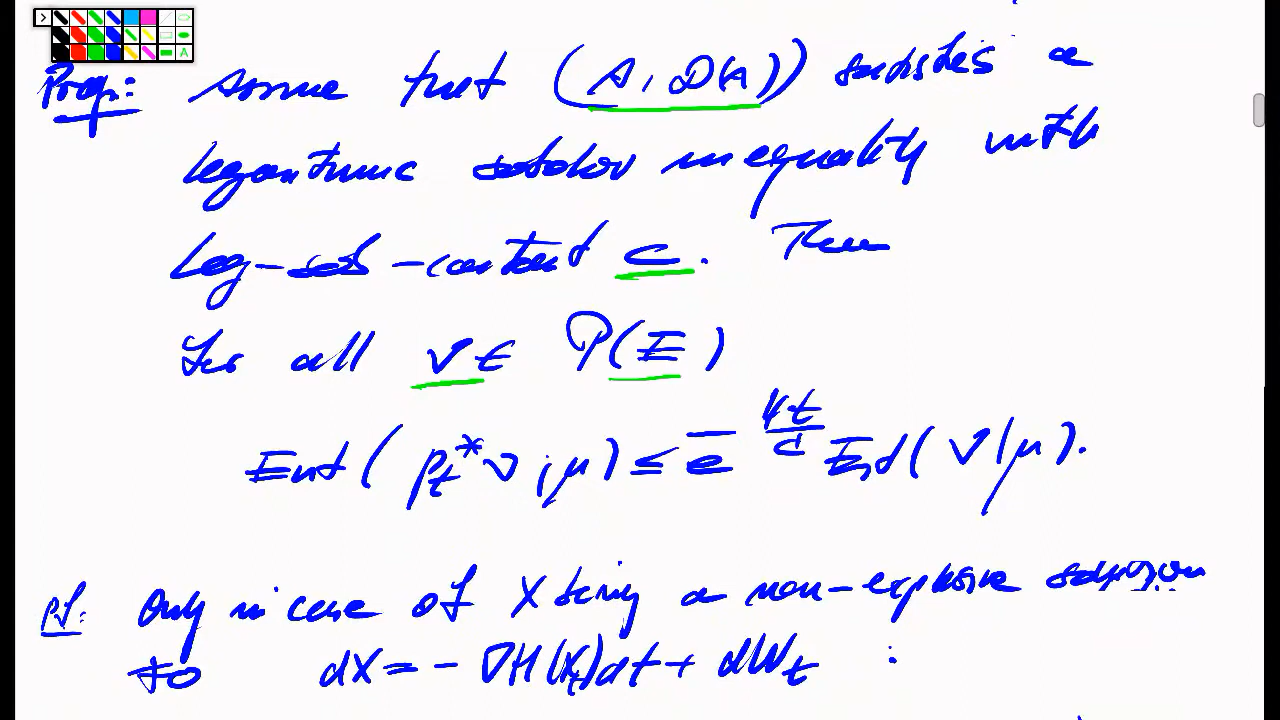 Prop: Assume that (A, D(A)) satisfies a
logarithmic Sobolev inequality with
Log-Sob-constant c. Then
for all ν ∈ P(E)
Ent( p_t^* ν | μ) ≤ e^{-4t/c} Ent( ν | μ).
Pf: Only in case of X being a non-explosive solution
to dX = - ∇H(X_t)dt + dW_t :